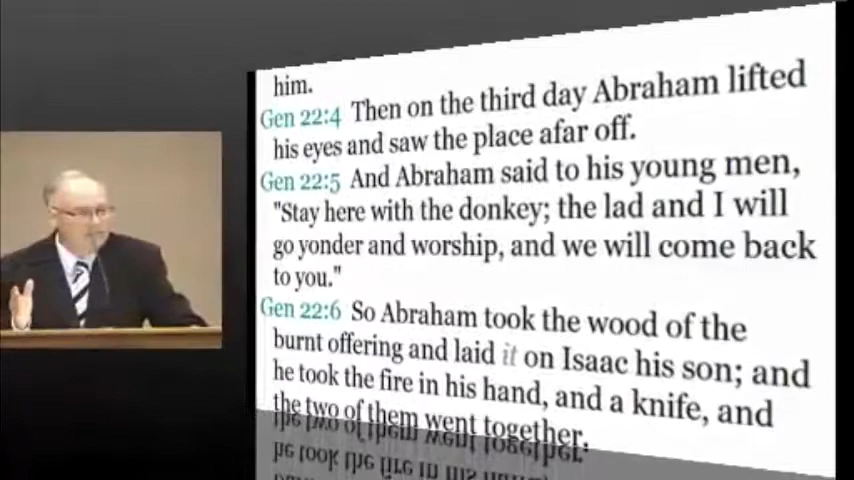 him.
Gen 22:4 Then on the third day Abraham lifted
his eyes and saw the place afar off.
Gen 22:5 And Abraham said to his young men,
"Stay here with the donkey; the lad and I will
go yonder and worship, and we will come back
to you."
Gen 22:6 So Abraham took the wood of the
burnt offering and laid it on Isaac his son; and
he took the fire in his hand, and a knife, and
the two of them went together.